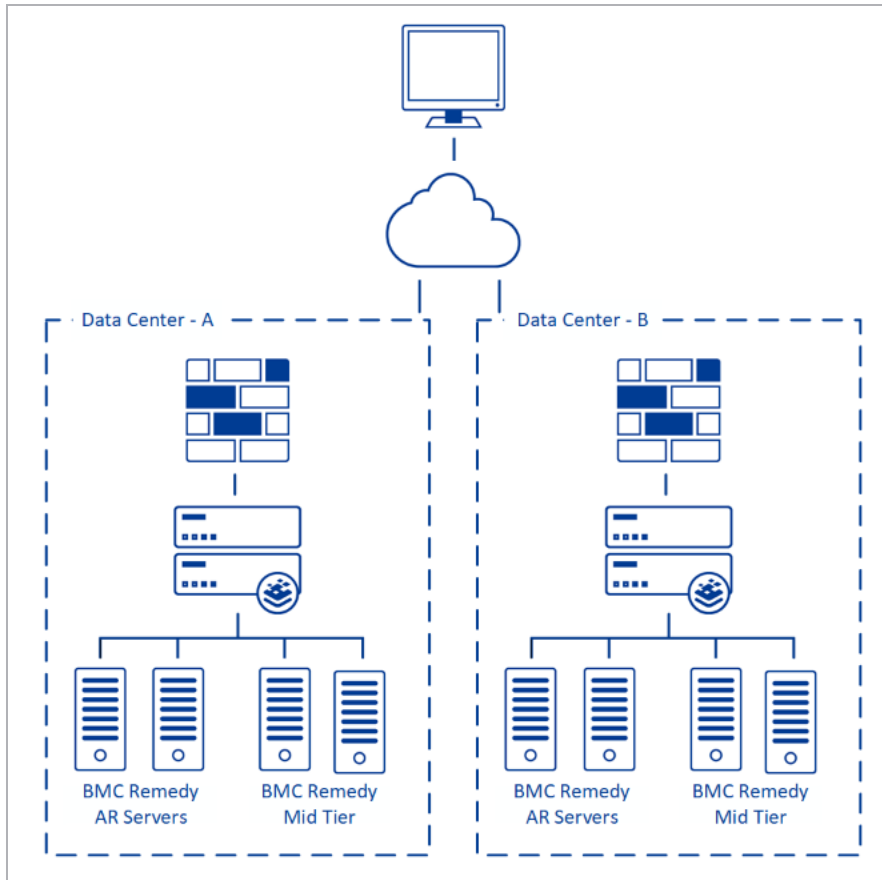 Data Center - A
Data Center - B
BMC Remedy
AR Servers
BMC Remedy
Mid Tier
BMC Remedy
AR Servers
BMC Remedy
Mid Tier